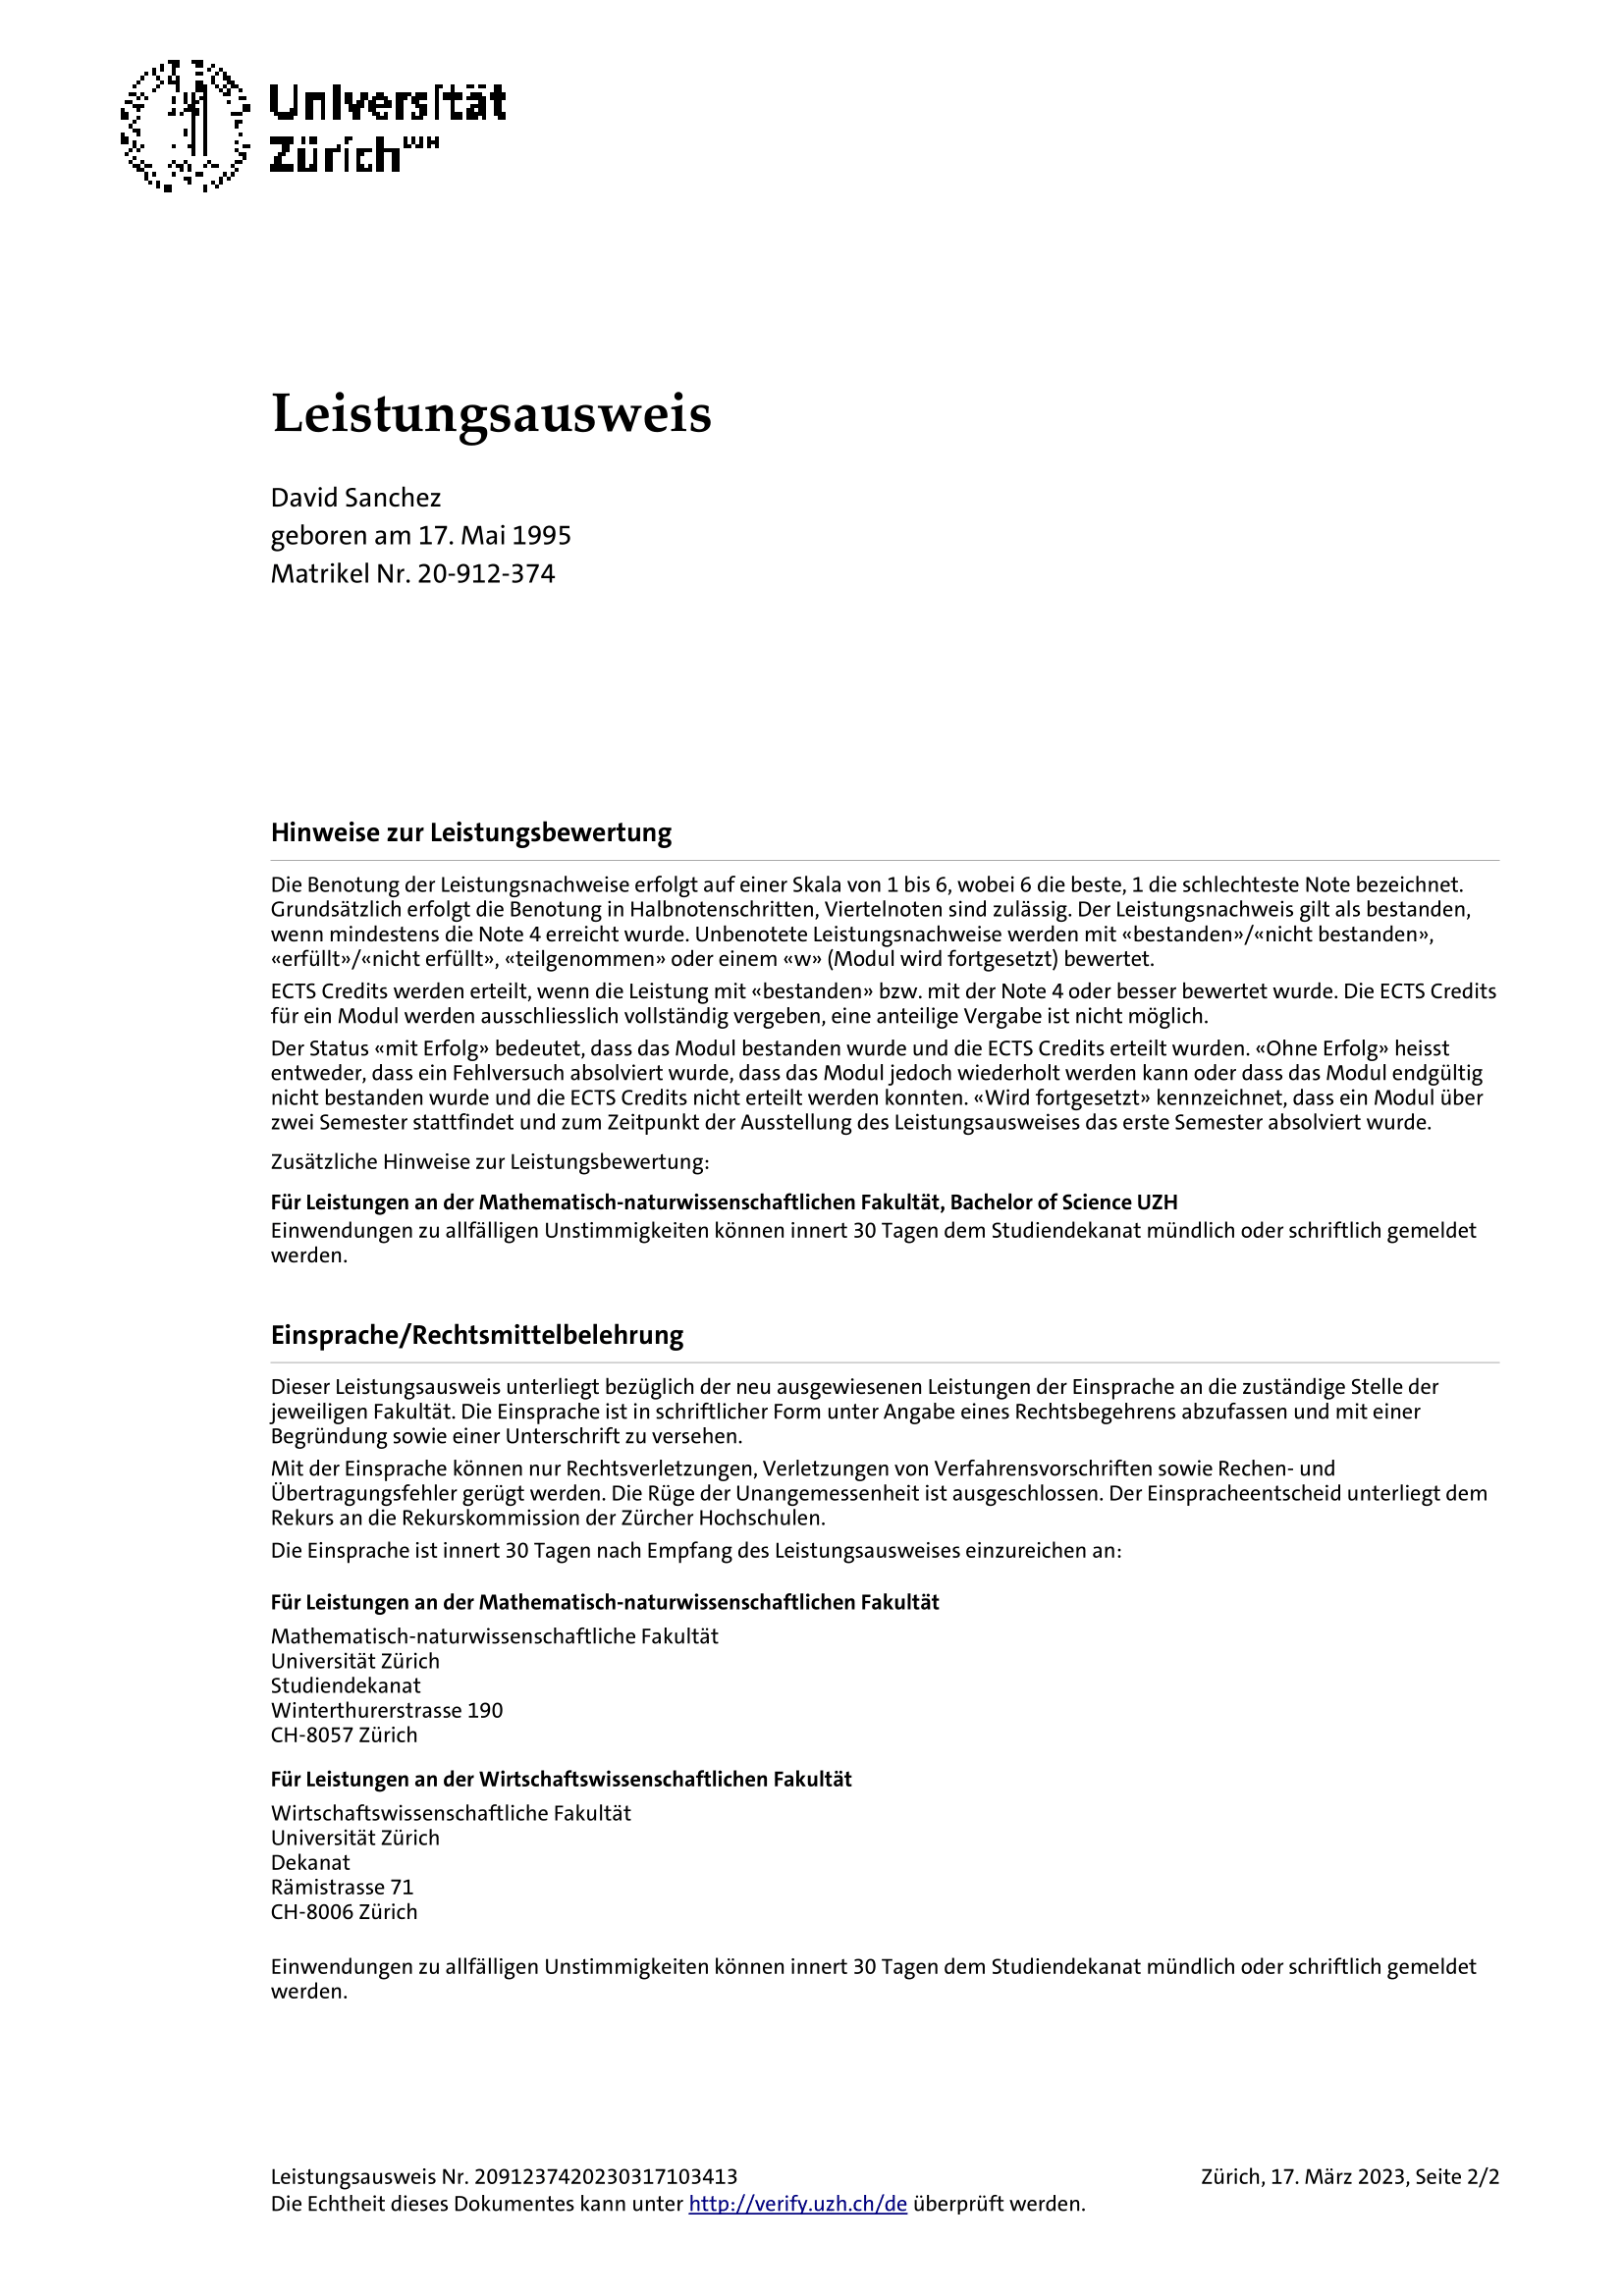 Universität
Zürich
Leistungsausweis
David Sanchez
geboren am 17. Mai 1995
Matrikel Nr. 20-912-374
Hinweise zur Leistungsbewertung
Die Benotung der Leistungsnachweise erfolgt auf einer Skala von 1 bis 6, wobei 6 die beste, 1 die schlechteste Note bezeichnet.
Grundsätzlich erfolgt die Benotung in Halbnotenschritten, Viertelnoten sind zulässig. Der Leistungsnachweis gilt als bestanden,
wenn mindestens die Note 4 erreicht wurde. Unbenotete Leistungsnachweise werden mit «bestanden»/«nicht bestanden»,
«erfüllt»/«nicht erfüllt», «teilgenommen» oder einem «w» (Modul wird fortgesetzt) bewertet.
ECTS Credits werden erteilt, wenn die Leistung mit «bestanden» bzw. mit der Note 4 oder besser bewertet wurde. Die ECTS Credits
für ein Modul werden ausschliesslich vollständig vergeben, eine anteilige Vergabe ist nicht möglich.
Der Status «mit Erfolg» bedeutet, dass das Modul bestanden wurde und die ECTS Credits erteilt wurden. «Ohne Erfolg» heisst
entweder, dass ein Fehlversuch absolviert wurde, dass das Modul jedoch wiederholt werden kann oder dass das Modul endgültig
nicht bestanden wurde und die ECTS Credits nicht erteilt werden konnten. «Wird fortgesetzt» kennzeichnet, dass ein Modul über
zwei Semester stattfindet und zum Zeitpunkt der Ausstellung des Leistungsausweises das erste Semester absolviert wurde.
Zusätzliche Hinweise zur Leistungsbewertung:
Für Leistungen an der Mathematisch-naturwissenschaftlichen Fakultät, Bachelor of Science UZH
Einwendungen zu allfälligen Unstimmigkeiten können innert 30 Tagen dem Studiendekanat mündlich oder schriftlich gemeldet
werden.
Einsprache/Rechtsmittelbelehrung
Dieser Leistungsausweis unterliegt bezüglich der neu ausgewiesenen Leistungen der Einsprache an die zuständige Stelle der
jeweiligen Fakultät. Die Einsprache ist in schriftlicher Form unter Angabe eines Rechtsbegehrens abzufassen und mit einer
Begründung sowie einer Unterschrift zu versehen.
Mit der Einsprache können nur Rechtsverletzungen, Verletzungen von Verfahrensvorschriften sowie Rechen- und
Übertragungsfehler gerügt werden. Die Rüge der Unangemessenheit ist ausgeschlossen. Der Einspracheentscheid unterliegt dem
Rekurs an die Rekurskommission der Zürcher Hochschulen.
Die Einsprache ist innert 30 Tagen nach Empfang des Leistungsausweises einzureichen an:
Für Leistungen an der Mathematisch-naturwissenschaftlichen Fakultät
Mathematisch-naturwissenschaftliche Fakultät
Universität Zürich
Studiendekanat
Winterthurerstrasse 190
CH-8057 Zürich
Für Leistungen an der Wirtschaftswissenschaftlichen Fakultät
Wirtschaftswissenschaftliche Fakultät
Universität Zürich
Dekanat
Rämistrasse 71
CH-8006 Zürich
Einwendungen zu allfälligen Unstimmigkeiten können innert 30 Tagen dem Studiendekanat mündlich oder schriftlich gemeldet
werden.
Leistungsausweis Nr. 2091237420230317103413
Zürich, 17. März 2023, Seite 2/2
Die Echtheit dieses Dokumentes kann unter http://verify.uzh.ch/de überprüft werden.